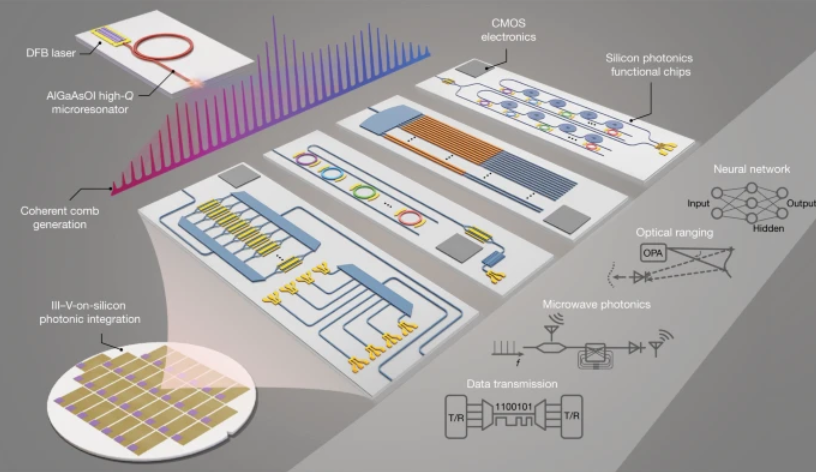 DFB laser
AlGaAsOI high-Q
microresonator
Coherent comb
generation
III–V-on-silicon
photonic integration
CMOS
electronics
Silicon photonics
functional chips
Neural network
Input
Output
Hidden
Optical ranging
OPA
Microwave photonics
f
Data transmission
T/R
1100101
T/R